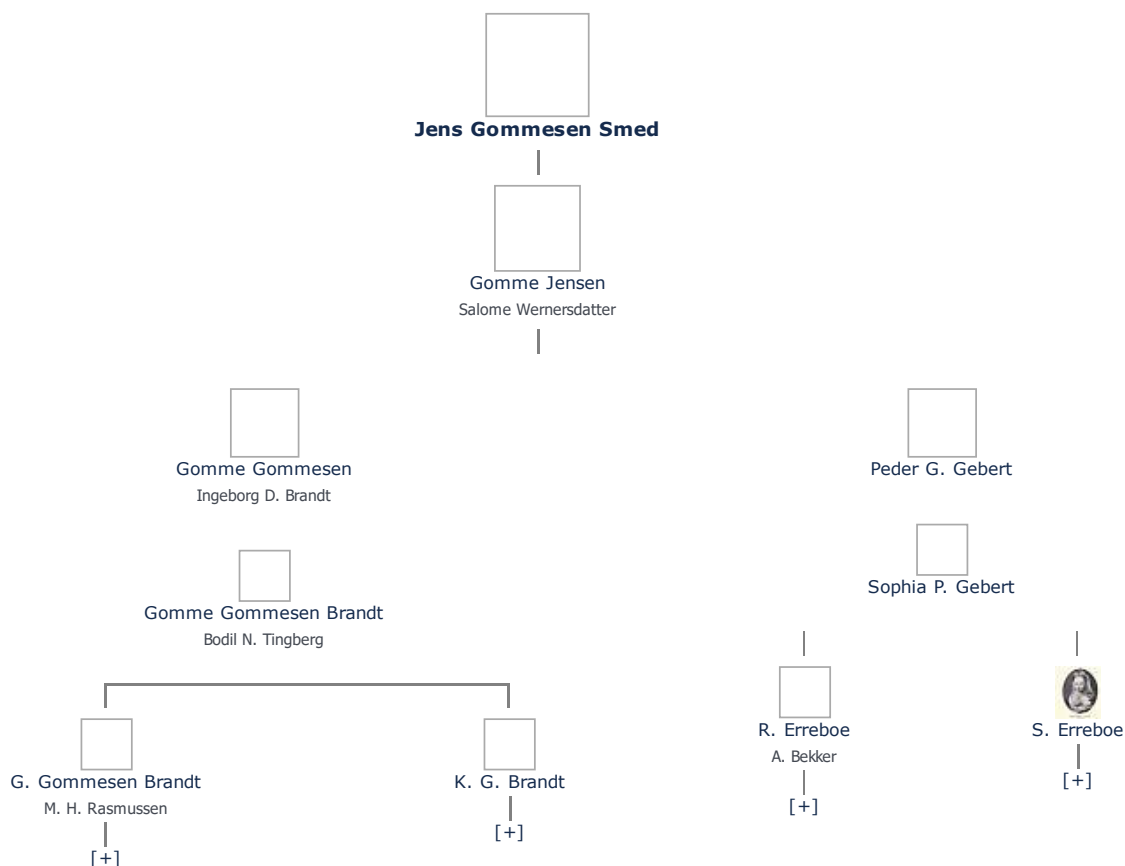 Jens Gommesen Smed
Gomme Jensen
Salome Wernersdatter
Gomme Gommesen
Ingeborg D. Brandt
Peder G. Gebert
Gomme Gommesen Brandt
Bodil N. Tingberg
Sophia P. Gebert
G. Gommesen Brandt
M. H. Rasmussen
[+]
K. G. Brandt
[+]
R. Erreboe
A. Bekker
[+]
S. Erreboe
[+]